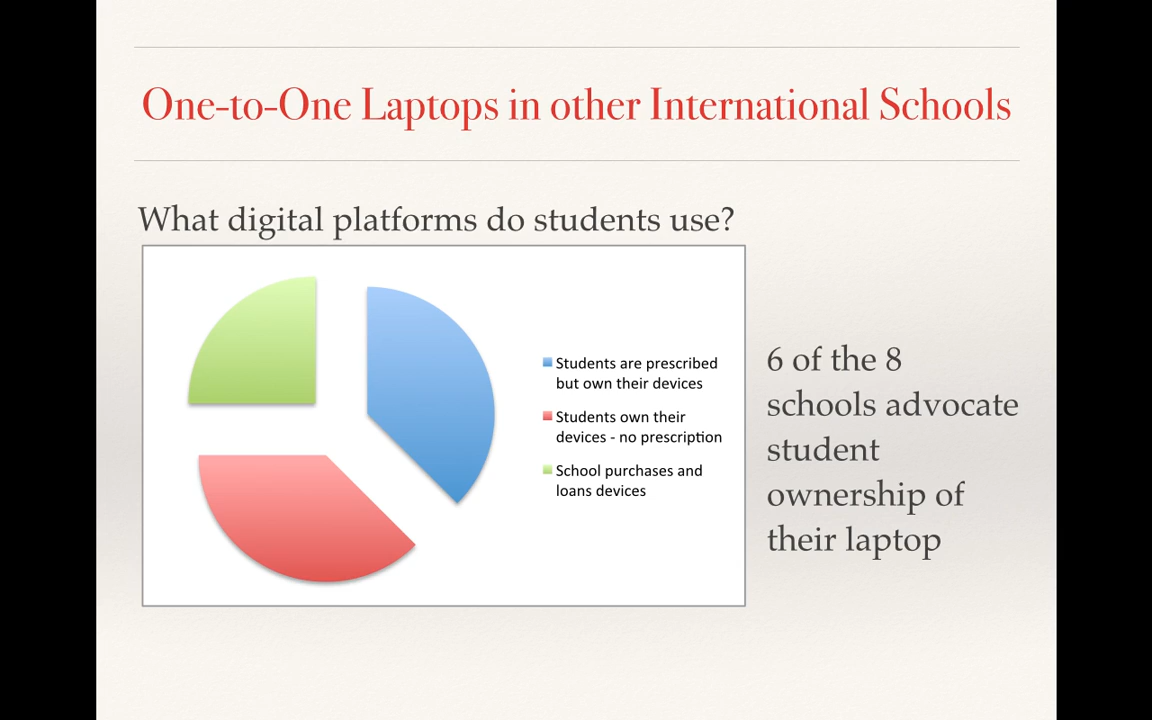 One-to-One Laptops in other International Schools
What digital platforms do students use?
Students are prescribed
but own their devices
Students own their
devices - no prescription
School purchases and
loans devices
6 of the 8
schools advocate
student
ownership of
their laptop